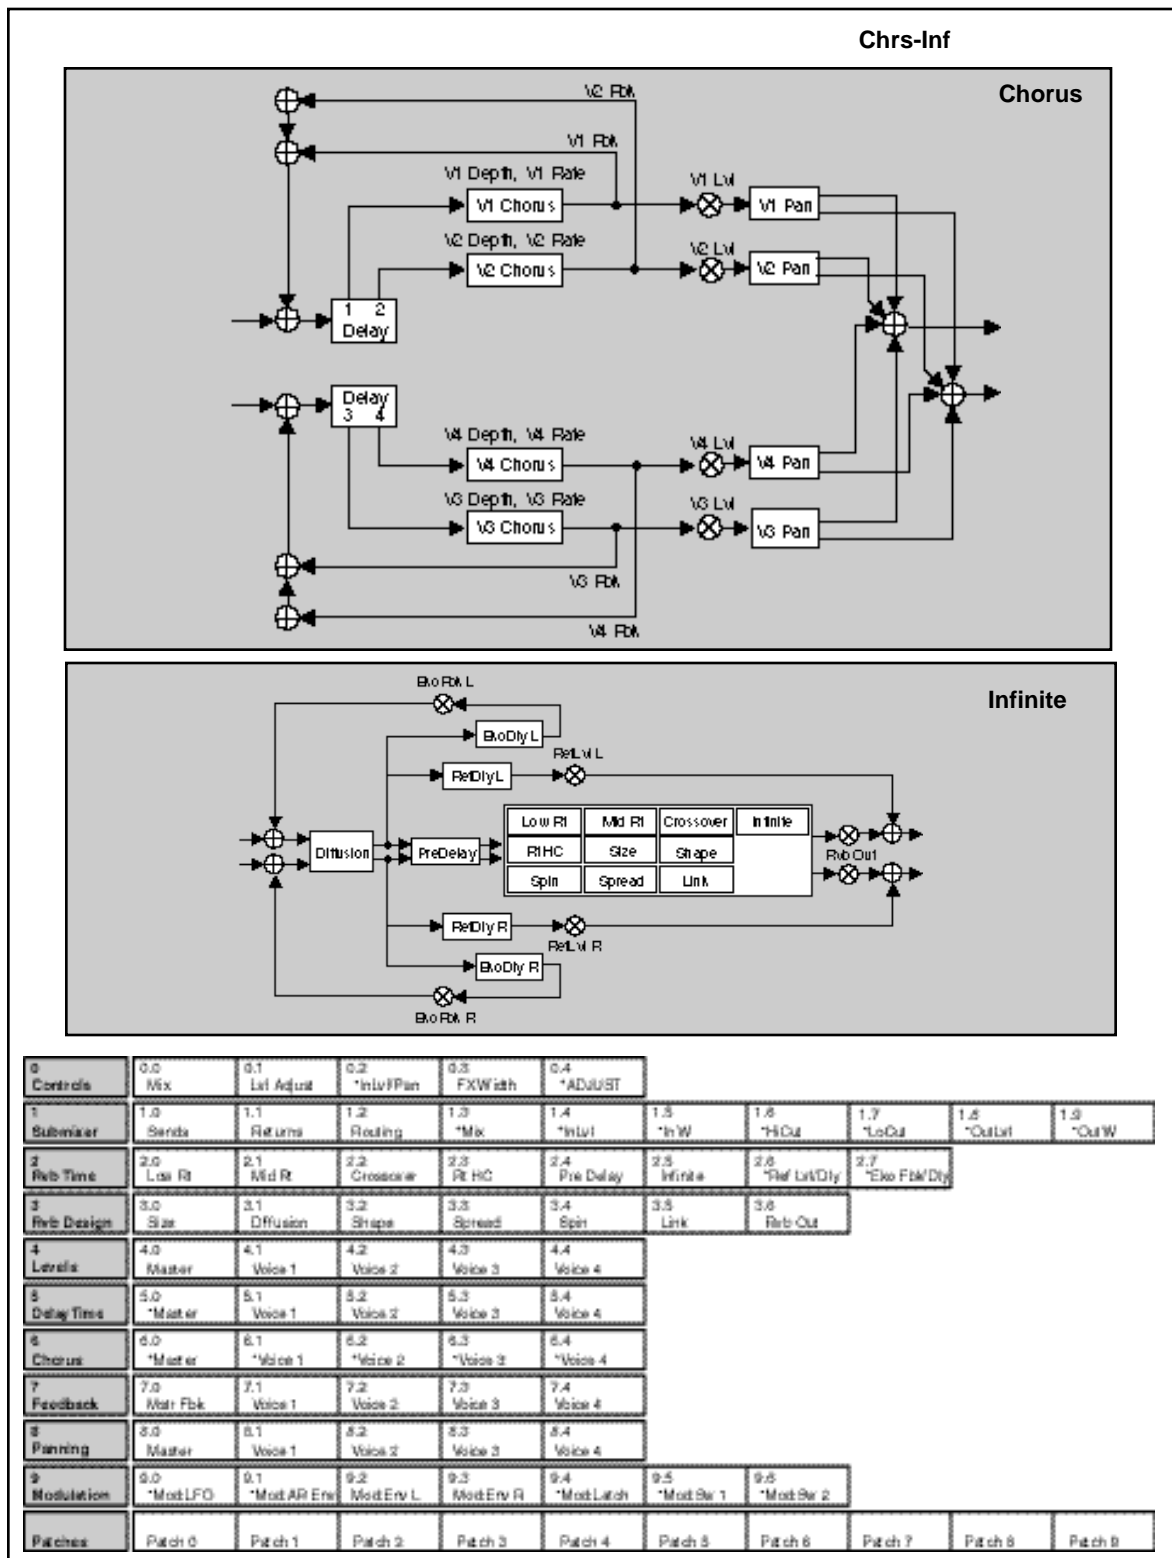 Chrs-Inf
Chorus
V2 Fbk
V1 Fbk
V1 Depth, V1 Rate
V1 Lvl
V1 Chorus
V1 Pan
V2 Depth, V2 Rate
V2 Lvl
V2 Chorus
V2 Pan
1 2
Delay
Delay
3 4
V4 Depth, V4 Rate
V4 Lvl
V4 Chorus
V4 Pan
V3 Depth, V3 Rate
V3 Lvl
V3 Chorus
V3 Pan
V3 Fbk
V4 Fbk
Infinite
Eko Fbk L
EkoDly L
RefLvl L
RefDly L
Low Rt Mid Rt Crossover Infinite
Diffusion PreDelay RtHC Size Shape Rvb Out
Spin Spread Link
RefDly R
RefLvl R
EkoDly R
Eko Fbk R
0 0.0 0.1 0.2 0.3 0.4
Controls Mix Lvl Adjust *InLvl/Pan FXWidth *ADJUST
1 1.0 1.1 1.2 1.3 1.4 1.5 1.6 1.7 1.8 1.9
Submixer Sends Returns Routing *Mix *InLvl *InW *HiCut *LoCut *OutLvl *OutW
2 2.0 2.1 2.2 2.3 2.4 2.5 2.6 2.7
Rvb Time Low Rt Mid Rt Crossover Rt HC Pre Delay Infinite *Ref Lvl/Dly *Eko Fbk/Dly
3 3.0 3.1 3.2 3.3 3.4 3.5 3.6
Rvb Design Size Diffusion Shape Spread Spin Link Rvb Out
4 4.0 4.1 4.2 4.3 4.4
Levels Master Voice 1 Voice 2 Voice 3 Voice 4
5 5.0 5.1 5.2 5.3 5.4
Delay Time *Master Voice 1 Voice 2 Voice 3 Voice 4
6 6.0 6.1 6.2 6.3 6.4
Chorus *Master *Voice 1 *Voice 2 *Voice 3 *Voice 4
7 7.0 7.1 7.2 7.3 7.4
Feedback Mstr Fbk Voice 1 Voice 2 Voice 3 Voice 4
8 8.0 8.1 8.2 8.3 8.4
Panning Master Voice 1 Voice 2 Voice 3 Voice 4
9 9.0 9.1 9.2 9.3 9.4 9.5 9.6
Modulation *Mod:LFO *Mod:AR Env Mod:Env L Mod:Env R *Mod:Latch *Mod:Sw 1 *Mod:Sw 2
Patches Patch 0 Patch 1 Patch 2 Patch 3 Patch 4 Patch 5 Patch 6 Patch 7 Patch 8 Patch 9